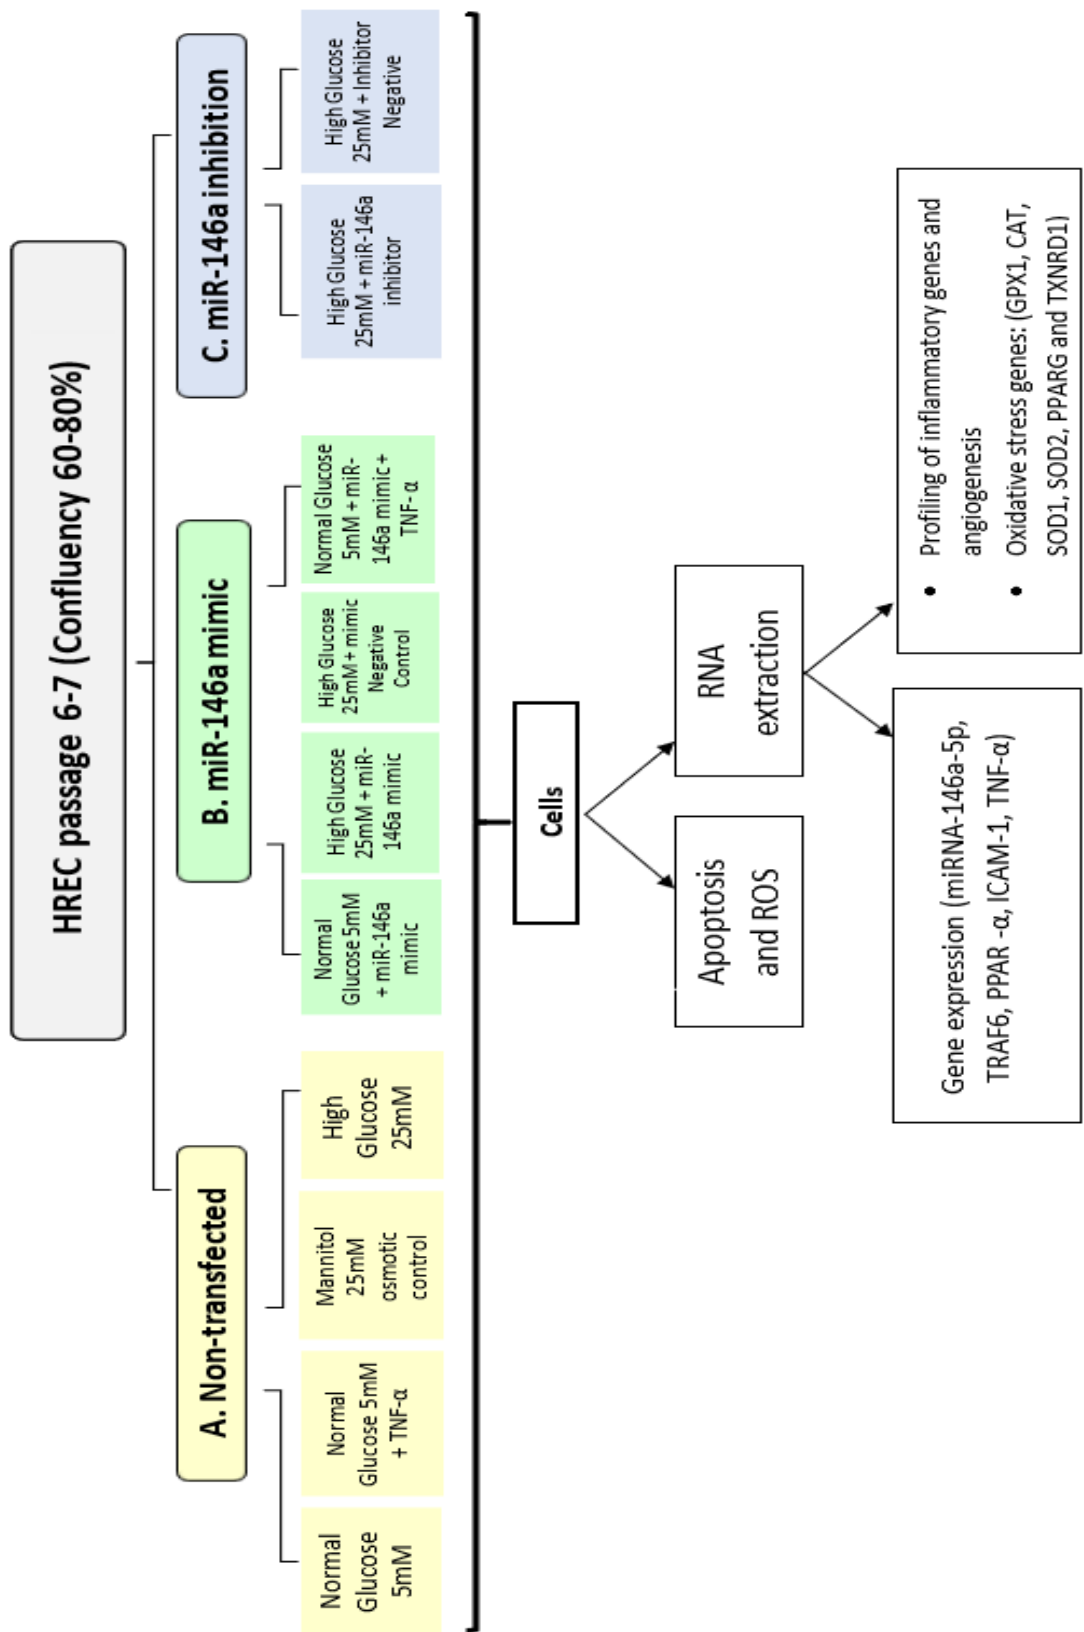 HREC passage 6-7 (Confluency 60-80%)
A. Non-transfected
B. miR-146a mimic
C. miR-146a inhibition
Normal
Glucose
5mM
Normal
Glucose 5mM
+ TNF-α
Mannitol
25mM
osmotic
control
High
Glucose
25mM
Normal
Glucose 5mM
+ miR-146a
mimic
High Glucose
25mM + miR-
146a mimic
High Glucose
25mM + mimic
Negative
Control
Normal Glucose
5mM + miR-
146a mimic +
TNF- α
High Glucose
25mM + miR-146a
inhibitor
High Glucose
25mM + Inhibitor
Negative
Cells
Apoptosis
and ROS
RNA
extraction
Gene expression (miRNA-146a-5p,
TRAF6, PPAR -α, ICAM-1, TNF-α)
• Profiling of inflammatory genes and
angiogenesis
• Oxidative stress genes: (GPX1, CAT,
SOD1, SOD2, PPARG and TXNRD1)